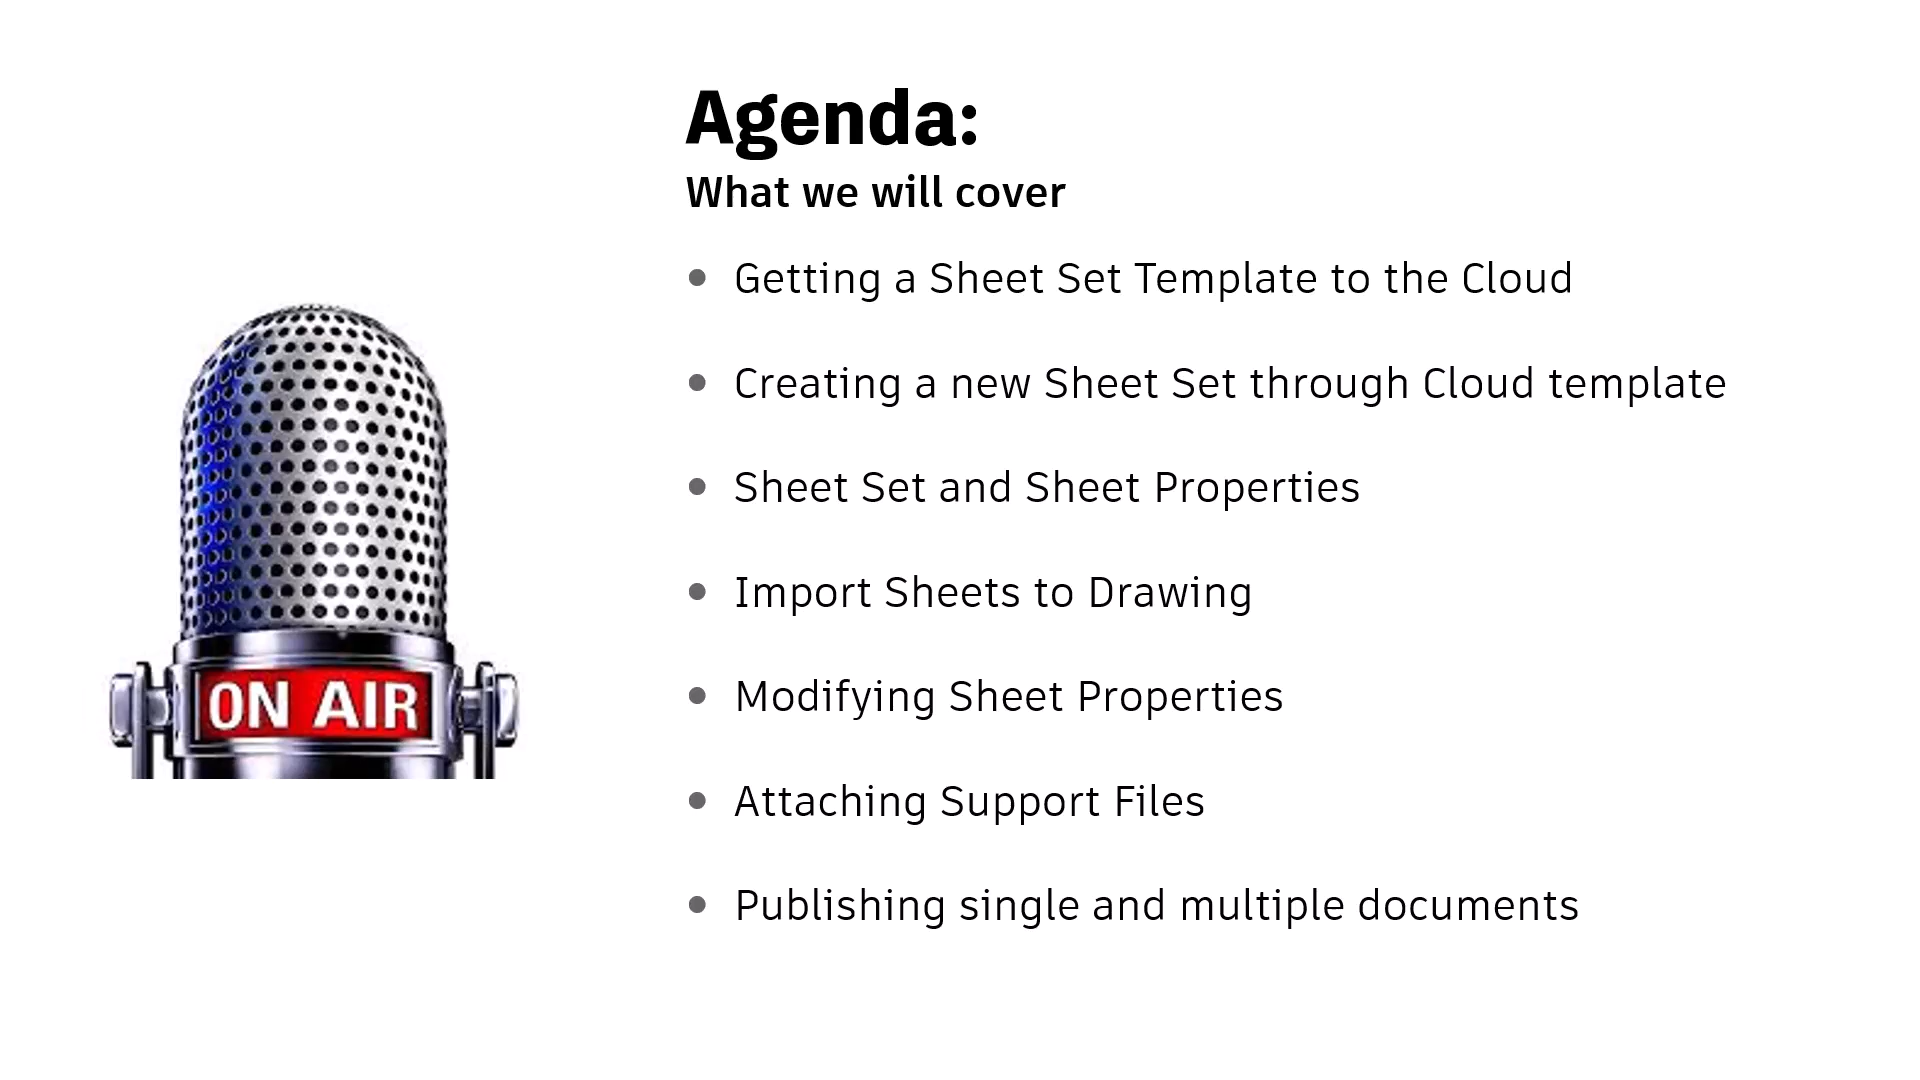 Agenda:
What we will cover
• Getting a Sheet Set Template to the Cloud
• Creating a new Sheet Set through Cloud template
• Sheet Set and Sheet Properties
• Import Sheets to Drawing
• Modifying Sheet Properties
• Attaching Support Files
• Publishing single and multiple documents
ON AIR